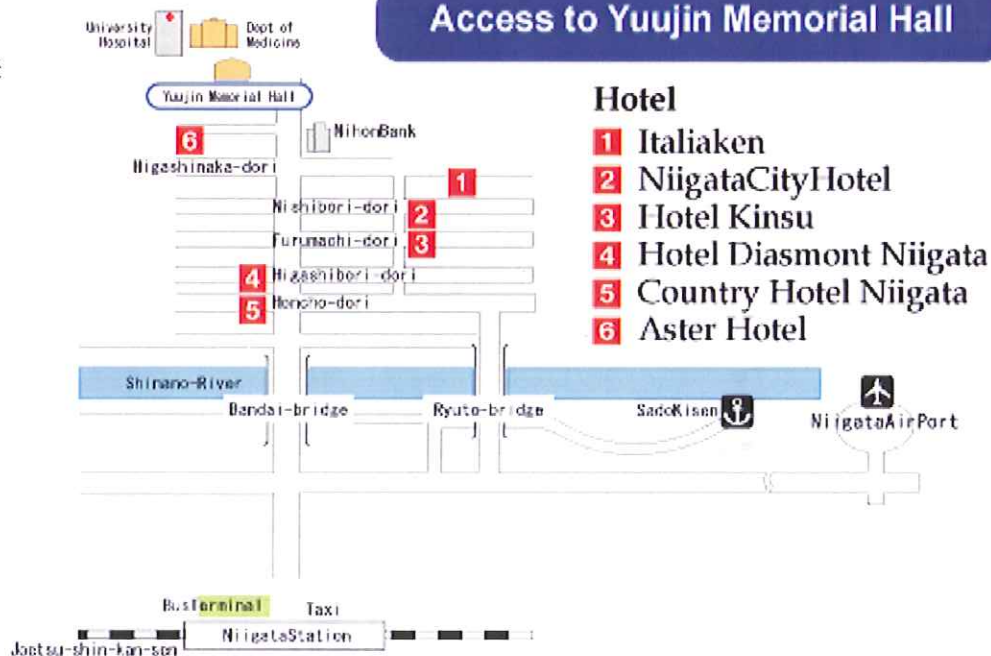 Access to Yuujin Memorial Hall
University
Hospital
Dept of
Medicine
Yuujin Memorial Hall
NihonBank
6
Higashinaka-dori
1
Nishibori-dori
2
Furumachi-dori
3
4
Higashibori-dori
5
Honcho-dori
Hotel
1 Italiaken
2 NiigataCityHotel
3 Hotel Kinsu
4 Hotel Diasmont Niigata
5 Country Hotel Niigata
6 Aster Hotel
Shinano-River
Bandai-bridge
Ryuto-bridge
SadoKisen
NiigataAirPort
BusTerminal
Taxi
NiigataStation
Joetsu-shin-kan-sen